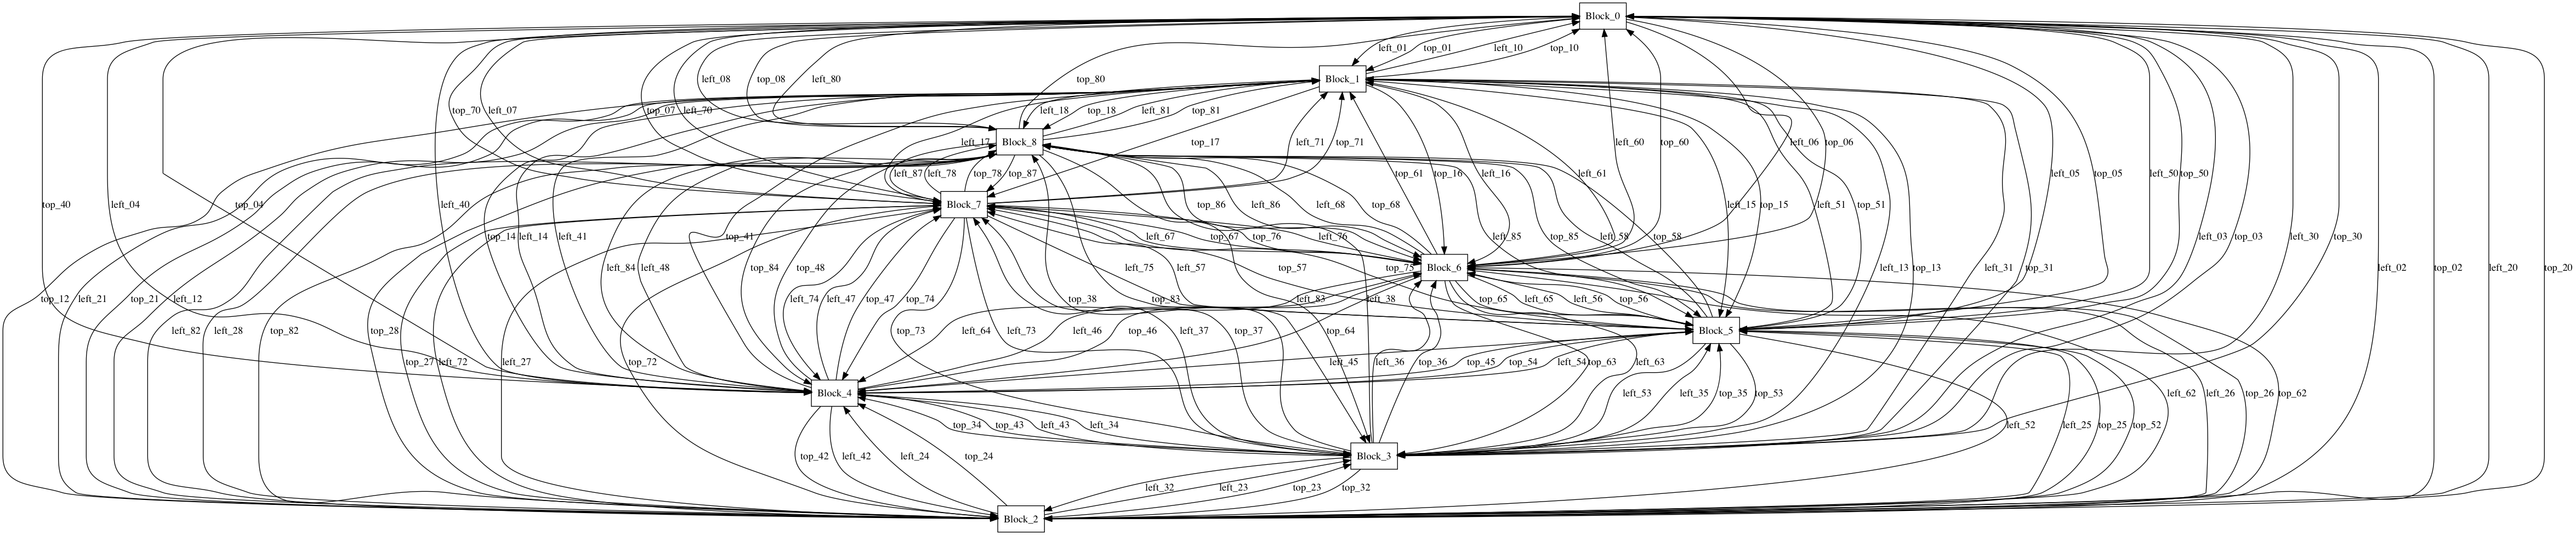 Block_0
left_01 top_01 left_10 top_10
top_70 left_07 left_08 top_08 left_80 top_80
Block_1
top_07 left_70 left_18 top_18 left_81 top_81
Block_8
left_17 top_17 left_71 top_71 left_60 top_60 left_06 top_06
left_87 left_78 top_78 top_87 top_61 top_16 left_16 left_61 left_05 top_05 left_50 top_50
Block_7
top_40 left_04 top_04 left_40 top_86 left_86 left_68 top_68 left_15 top_15 left_51 top_51 left_03 top_03 left_30 top_30
top_14 left_14 left_41 top_41 left_67 top_67 top_76 left_76 left_85 top_85 left_58 top_58
Block_6
left_84 left_48 top_84 top_48 left_75 left_57 top_57 top_75 left_13 top_13 left_31 top_31 left_02 top_02 left_20 top_20
top_12 left_21 top_21 left_12 left_74 left_47 top_47 top_74 top_38 top_83 left_83 left_38 top_65 left_65 left_56 top_56
Block_5
left_82 left_28 top_82 top_28 left_64 left_46 top_46 top_64 top_73 left_73 left_37 top_37
top_27 left_72 left_27 top_72 left_36 top_36 left_45 top_45 top_54 left_54 top_63 left_63
Block_4
left_53 left_35 top_35 top_53 left_62 left_26 top_26 top_62
top_34 top_43 left_43 left_34 left_52 left_25 top_25 top_52
Block_3
top_42 left_42 left_24 top_24
left_32 left_23 top_23 top_32
Block_2